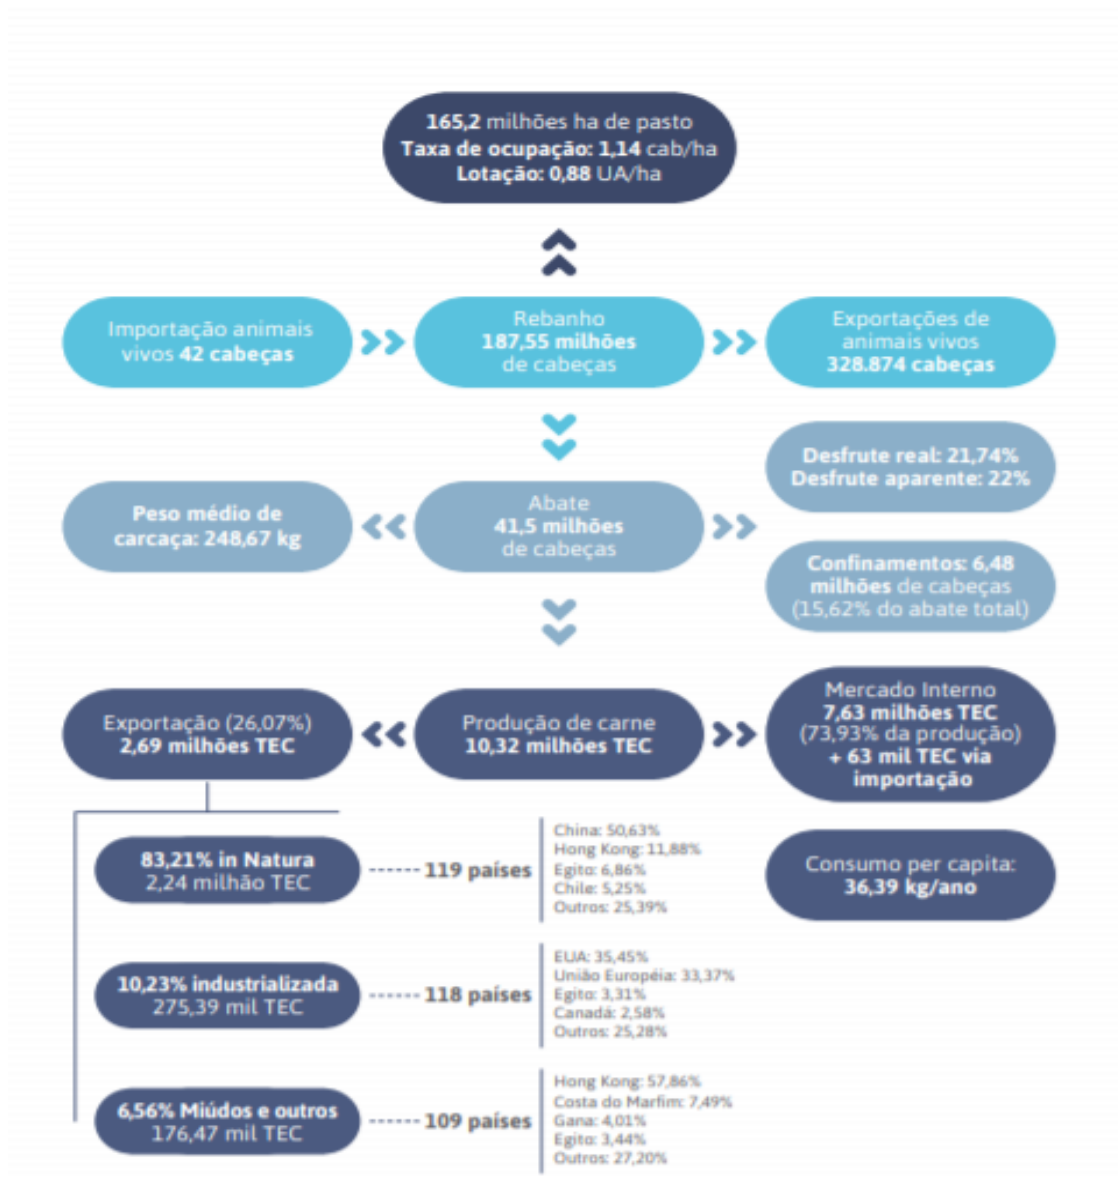 165,2 milhões ha de pasto
Taxa de ocupação: 1,14 cab/ha
Lotação: 0,88 UA/ha
Importação animais
vivos 42 cabeças
Rebanho
187,55 milhões
de cabeças
Exportações de
animais vivos
328.874 cabeças
Desfrute real: 21,74%
Desfrute aparente: 22%
Peso médio de
carcaça: 248,67 kg
Abate
41,5 milhões
de cabeças
Confinamentos: 6,48
milhões de cabeças
(15,62% do abate total)
Exportação (26,07%)
2,69 milhões TEC
Produção de carne
10,32 milhões TEC
Mercado Interno
7,63 milhões TEC
(73,93% da produção)
+ 63 mil TEC via
importação
83,21% in Natura
2,24 milhão TEC
119 países
China: 50,63%
Hong Kong: 11,88%
Egito: 6,86%
Chile: 5,25%
Outros: 25,39%
Consumo per capita:
36,39 kg/ano
10,23% industrializada
275,39 mil TEC
118 países
EUA: 35,45%
União Européia: 33,37%
Egito: 3,31%
Canadá: 2,58%
Outros: 25,28%
6,56% Miúdos e outros
176,47 mil TEC
109 países
Hong Kong: 57,86%
Costa do Marfim: 7,49%
Gana: 4,01%
Egito: 3,44%
Outros: 27,20%